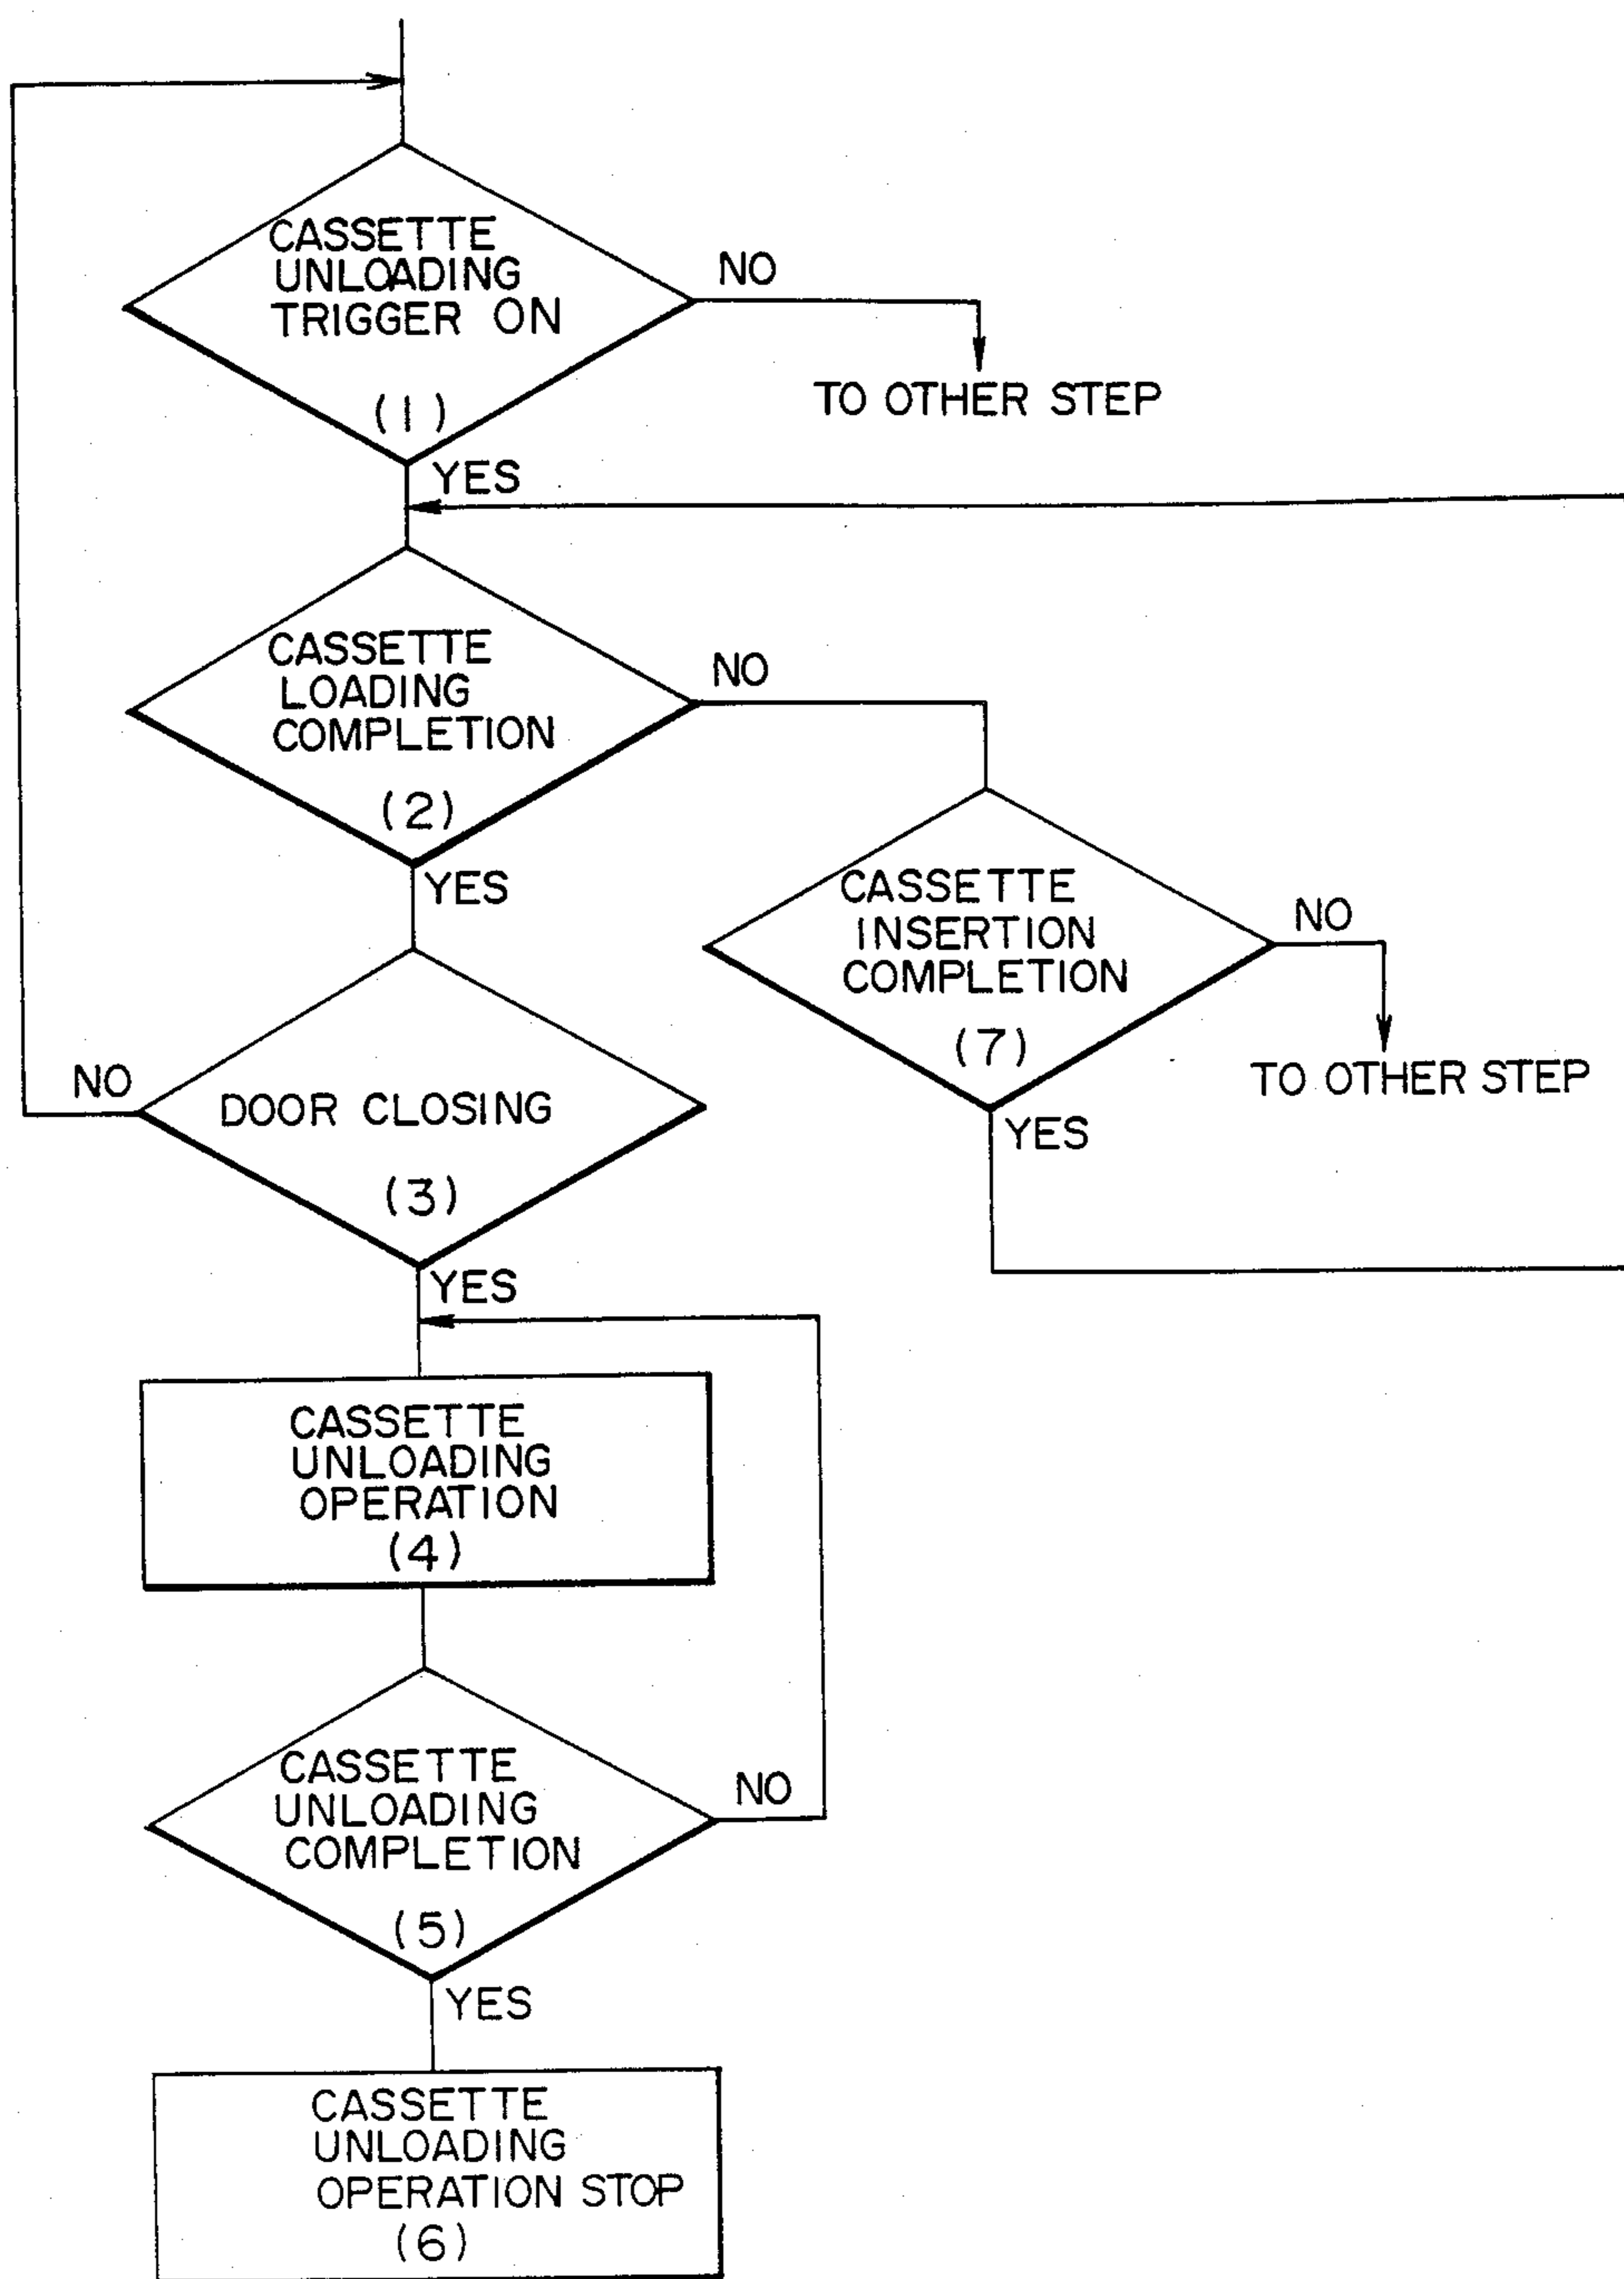 CASSETTE
UNLOADING
TRIGGER ON
(1)
NO
TO OTHER STEP
YES
CASSETTE
LOADING
COMPLETION
(2)
NO
YES
CASSETTE
INSERTION
COMPLETION
(7)
NO
TO OTHER STEP
YES
DOOR CLOSING
(3)
NO
YES
CASSETTE
UNLOADING
OPERATION
(4)
CASSETTE
UNLOADING
COMPLETION
(5)
NO
YES
CASSETTE
UNLOADING
OPERATION STOP
(6)